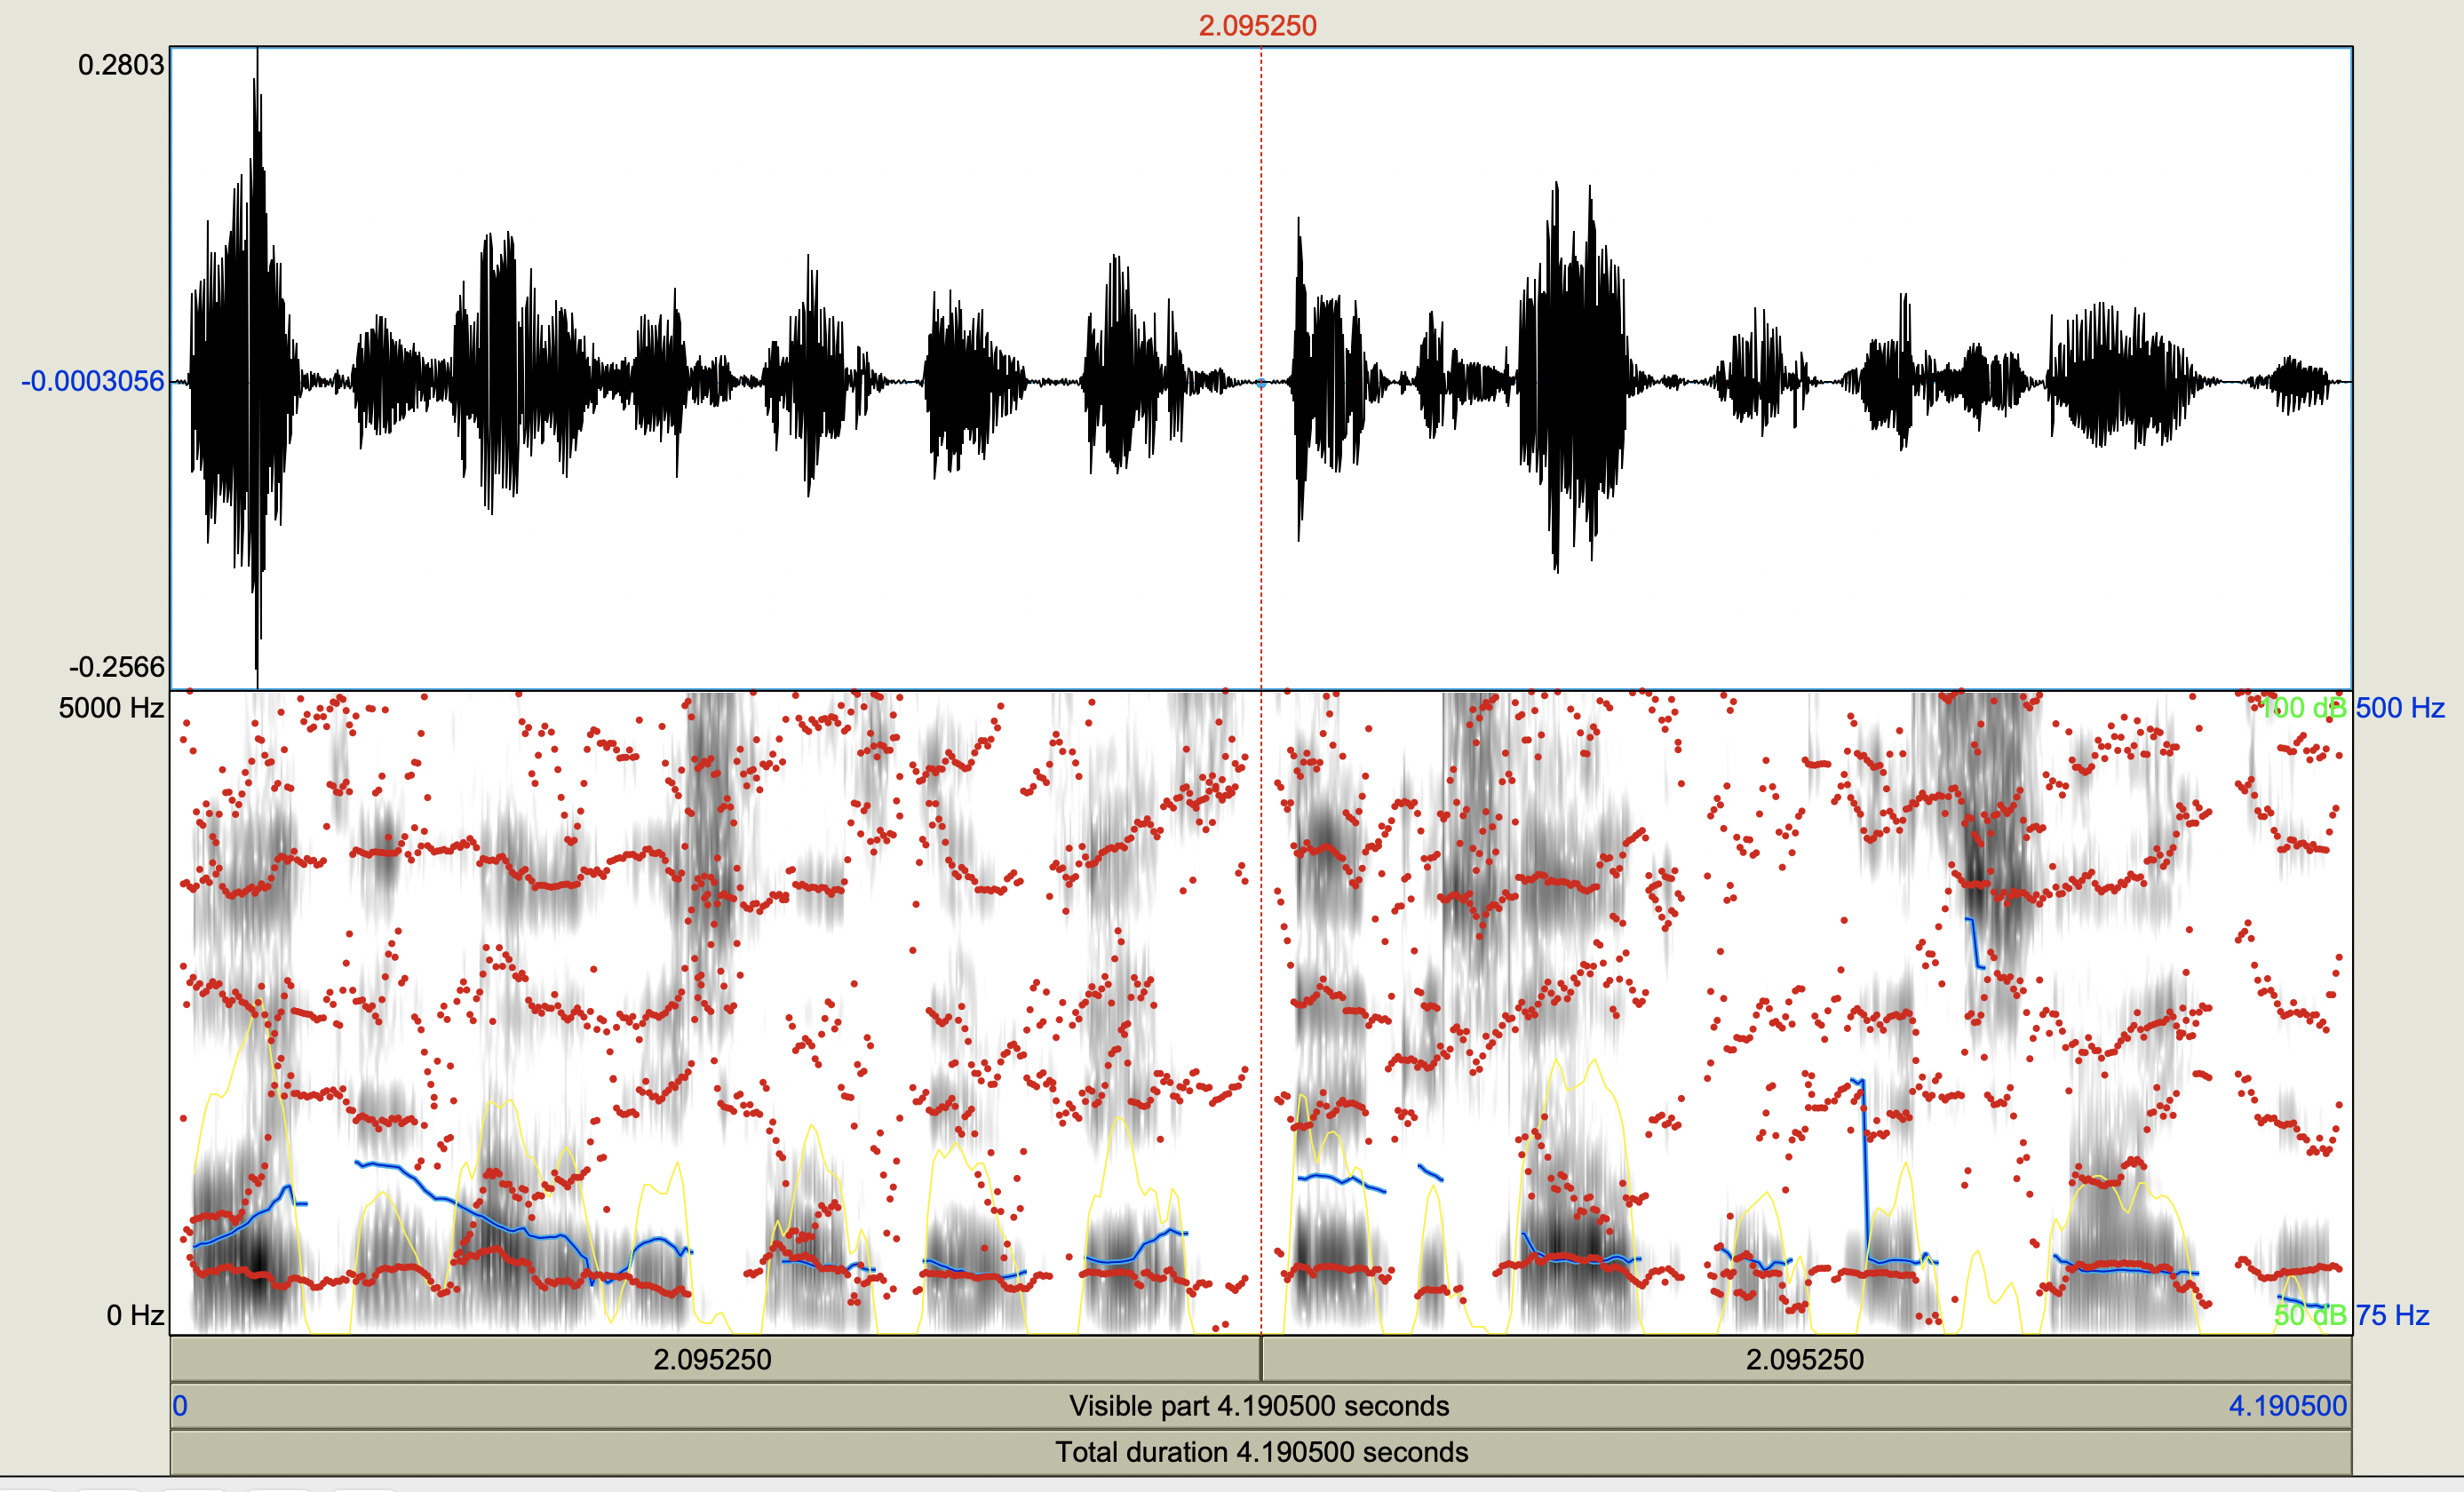 2.095250
0.2803
-0.0003056
-0.2566
5000 Hz
100 dB 500 Hz
0 Hz
50 dB 75 Hz
2.095250 2.095250
0 Visible part 4.190500 seconds 4.190500
Total duration 4.190500 seconds